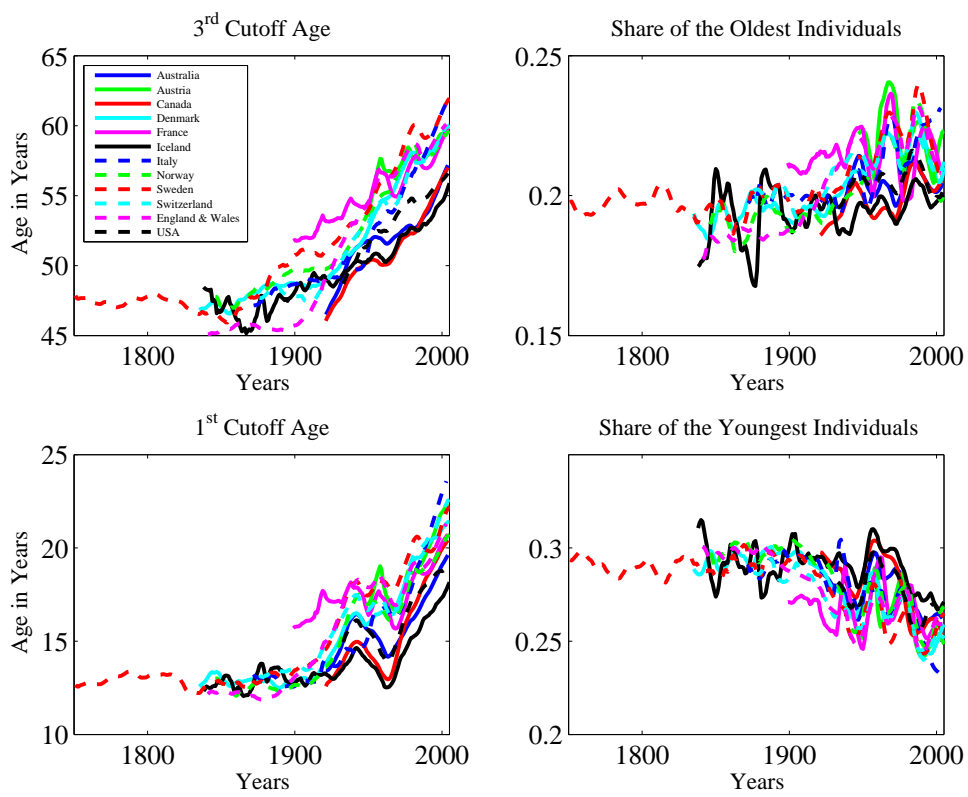 3rd Cutoff Age
65
60
55
50
45
Age in Years
Australia
Austria
Canada
Denmark
France
Iceland
Italy
Norway
Sweden
Switzerland
England & Wales
USA
1800 1900 2000
Years
Share of the Oldest Individuals
0.25
0.2
0.15
1800 1900 2000
Years
1st Cutoff Age
25
20
15
10
Age in Years
1800 1900 2000
Years
Share of the Youngest Individuals
0.3
0.25
0.2
1800 1900 2000
Years